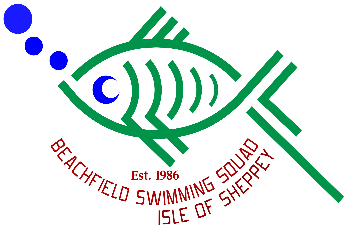 Est. 1986
BEACHFIELD SWIMMING SQUAD
ISLE OF SHEPPEY